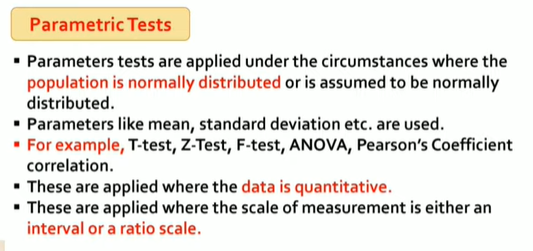 Parametric Tests
▪ Parameters tests are applied under the circumstances where the
population is normally distributed or is assumed to be normally
distributed.
▪ Parameters like mean, standard deviation etc. are used.
▪ For example, T-test, Z-Test, F-test, ANOVA, Pearson's Coefficient
correlation.
▪ These are applied where the data is quantitative.
▪ These are applied where the scale of measurement is either an
interval or a ratio scale.